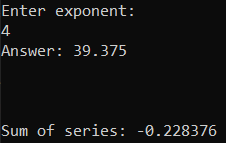 Enter exponent:
4
Answer: 39.375
Sum of series: -0.228376